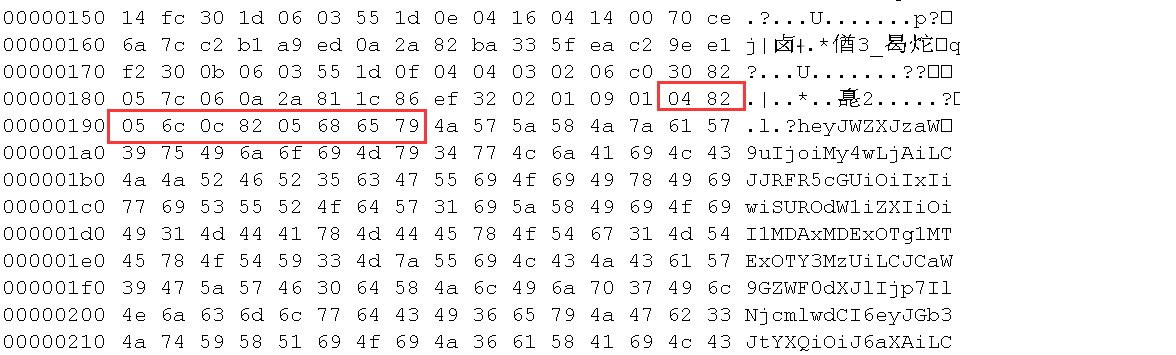 00000150 14 fc 30 1d 06 03 55 1d 0e 04 16 04 14 00 70 ce .?...U.......p?□
00000160 6a 7c c2 b1 a9 ed 0a 2a 82 ba 33 5f ea c2 9e e1 j|卤┤.*偤3_曷炨□q
00000170 f2 30 0b 06 03 55 1d 0f 04 04 03 02 06 c0 30 82 ?...U.......??□□
00000180 05 7c 06 0a 2a 81 1c 86 ef 32 02 01 09 01 04 82 .|..*..嗭2.....?□
00000190 05 6c 0c 82 05 68 65 79 4a 57 5a 58 4a 7a 61 57 .l.?heyJWZXJzaW□
000001a0 39 75 49 6a 6f 69 4d 79 34 77 4c 6a 41 69 4c 43 9uIjoiMy4wLjAiLC
000001b0 4a 4a 52 46 52 35 63 47 55 69 4f 69 49 78 49 69 JJRFR5cGUiOiIxIi
000001c0 77 69 53 55 52 4f 64 57 31 69 5a 58 49 69 4f 69 wiSUROdW1iZXIiOi
000001d0 49 31 4d 44 41 78 4d 44 45 78 4f 54 67 31 4d 54 I1MDAxMDExOTg1MT
000001e0 45 78 4f 54 59 33 4d 7a 55 69 4c 43 4a 43 61 57 ExOTY3MzUiLCJCaW
000001f0 39 47 5a 57 46 30 64 58 4a 6c 49 6a 70 37 49 6c 9GZWF0dXJlIjp7Il
00000200 4e 6a 63 6d 6c 77 64 43 49 36 65 79 4a 47 62 33 NjcmlwdCI6eyJGb3
00000210 4a 74 59 58 51 69 4f 69 4a 36 61 58 41 69 4c 43 JtYXQiOiJ6aXAiLC